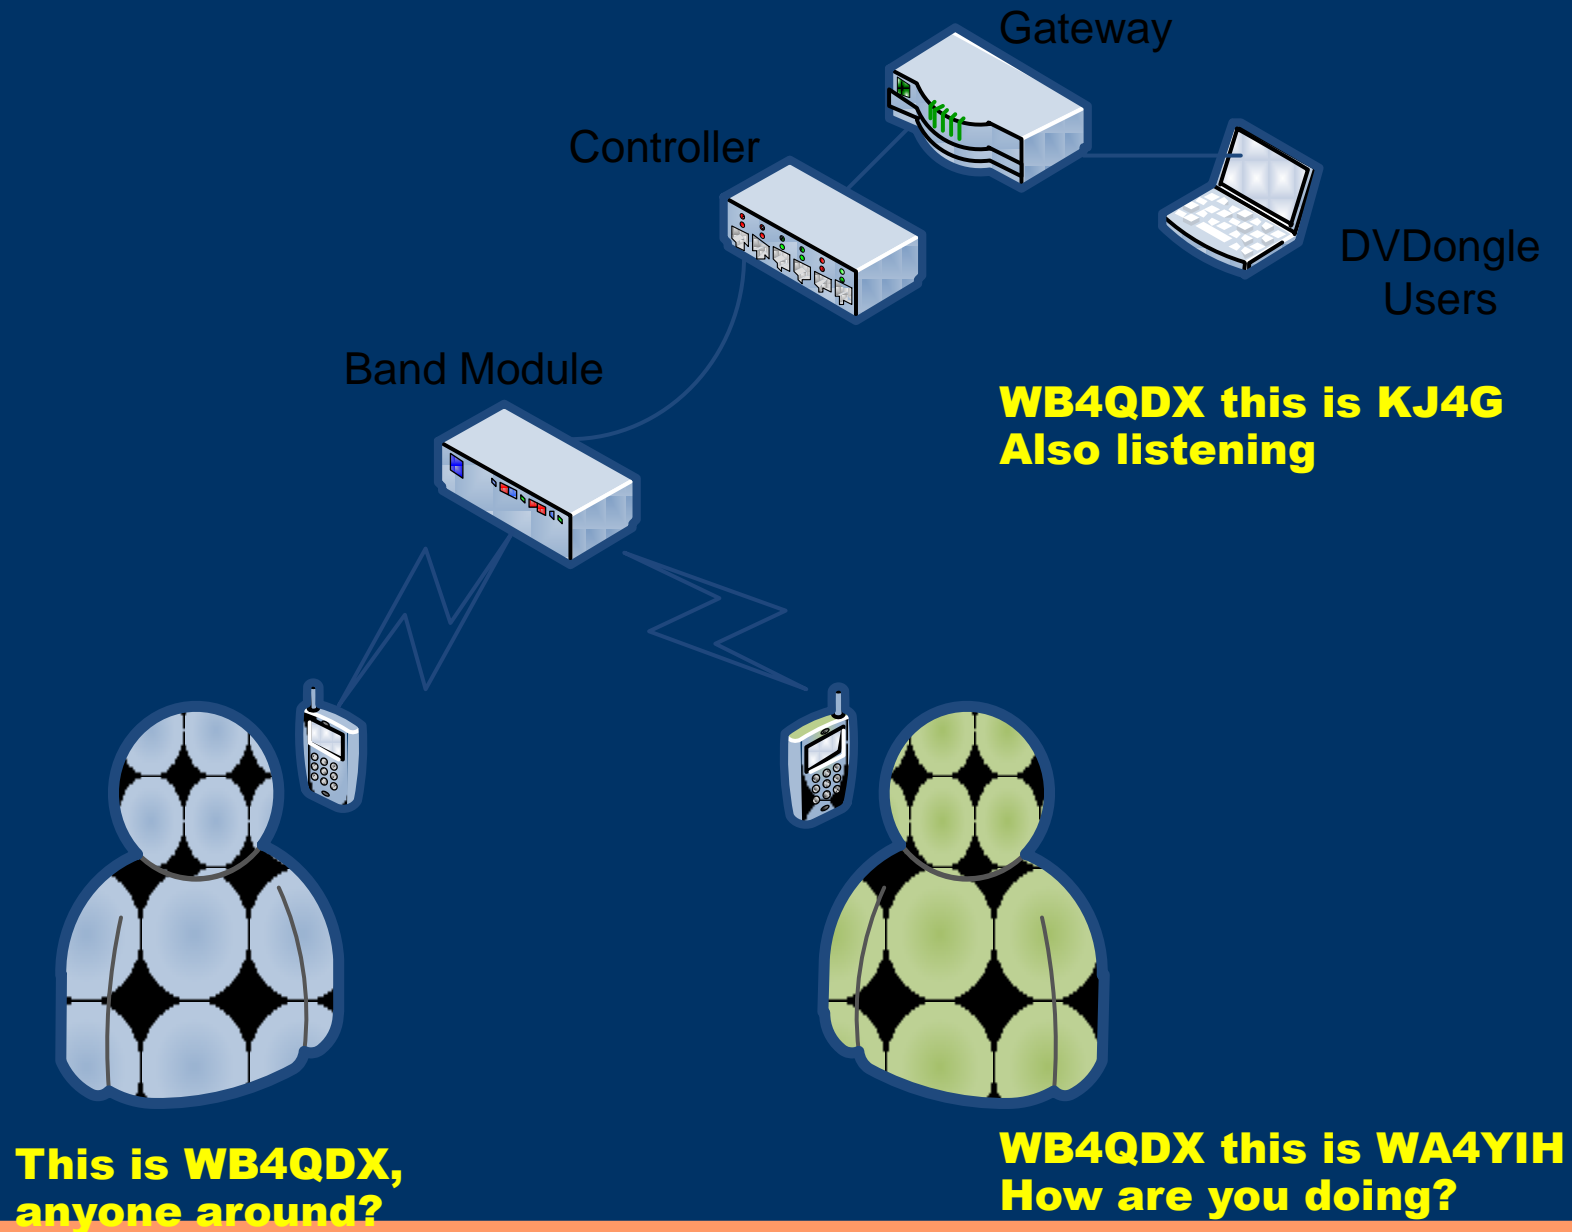 Gateway
Controller
DVDongle
Users
Band Module
WB4QDX this is KJ4G
Also listening
This is WB4QDX,
anyone around?
WB4QDX this is WA4YIH
How are you doing?